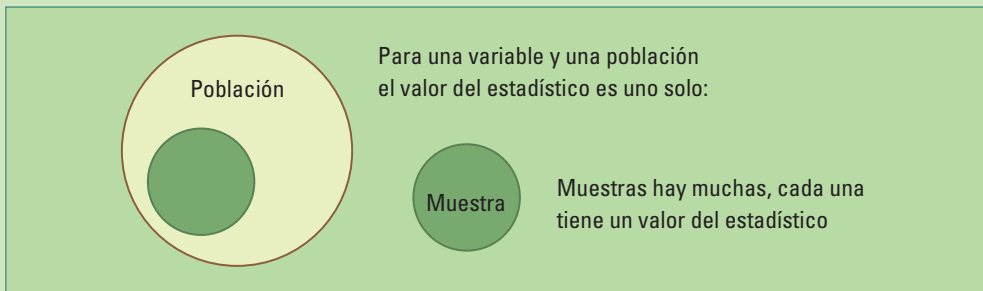 Población
Para una variable y una población
el valor del estadístico es uno solo:
Muestra
Muestras hay muchas, cada una
tiene un valor del estadístico